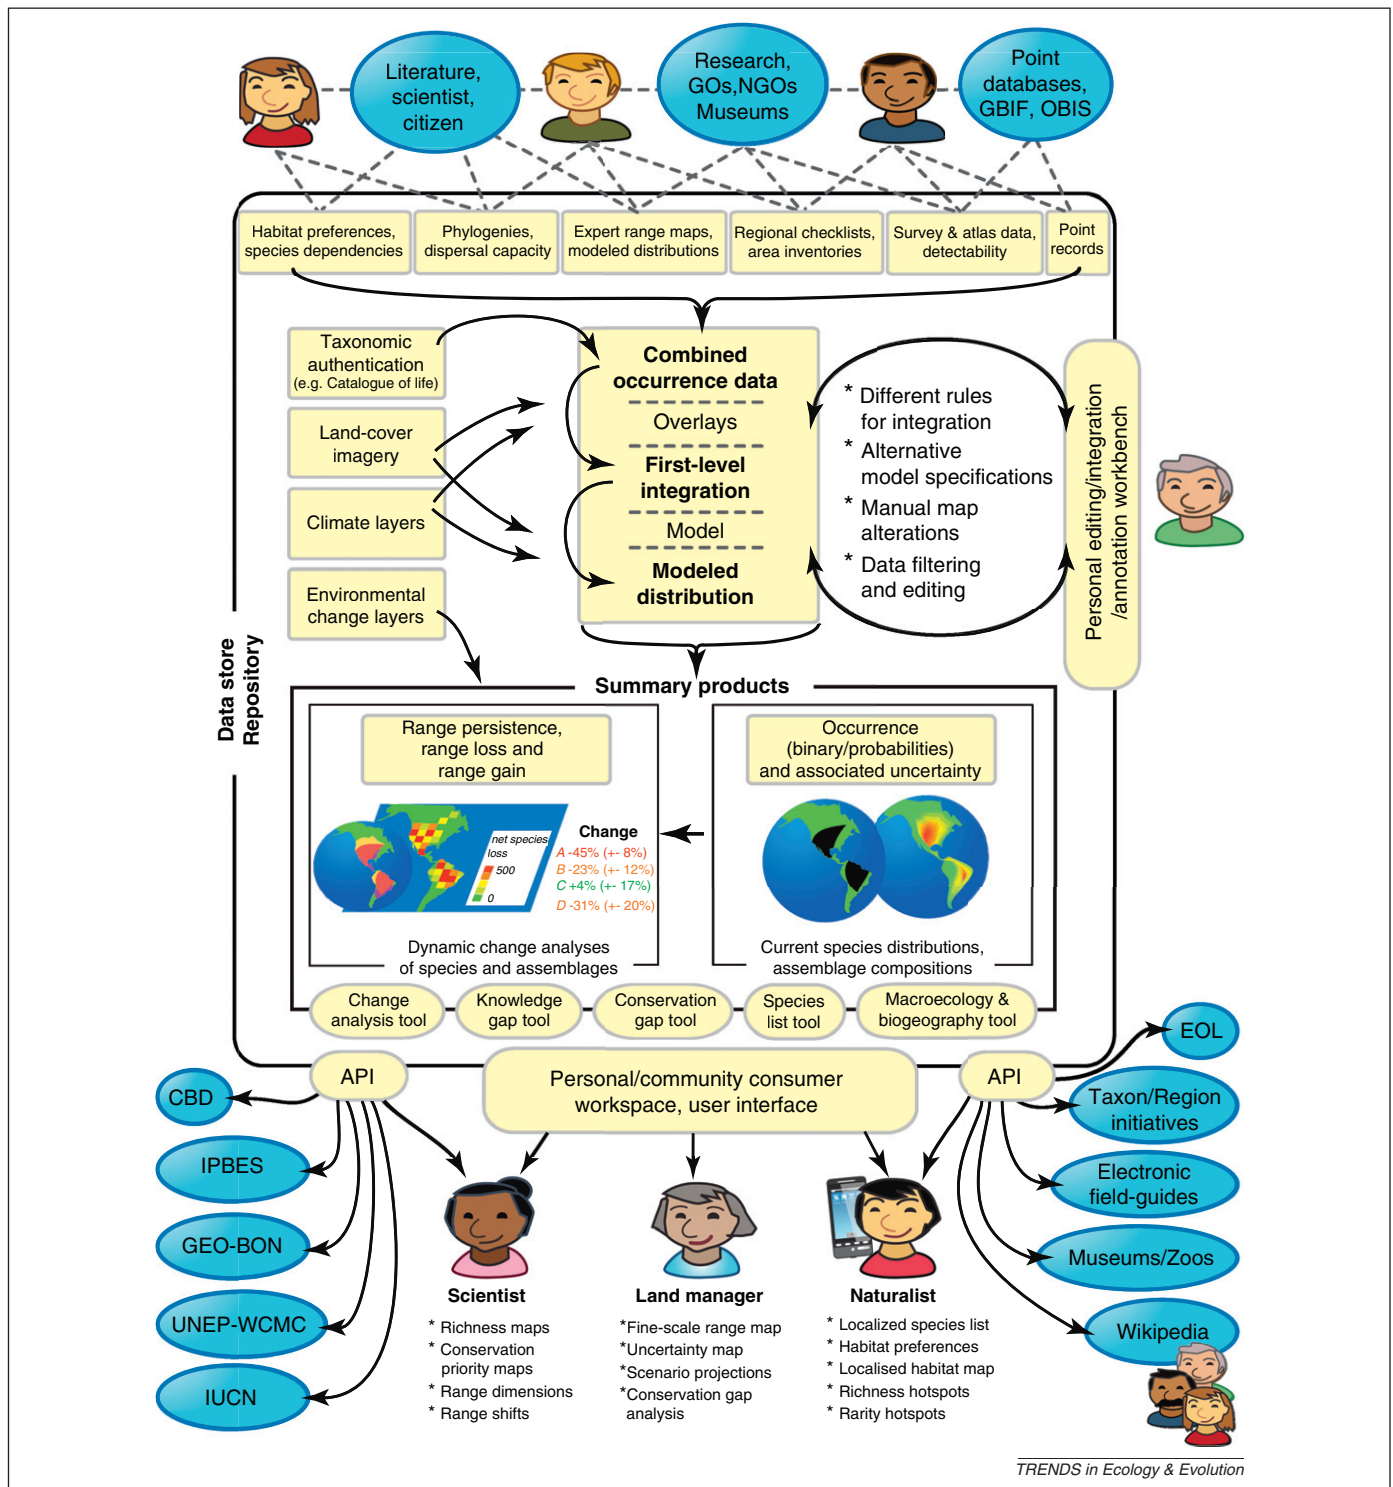 Literature,
scientist,
citizen
Research,
GOs,NGOs
Museums
Point
databases,
GBIF, OBIS
Habitat preferences,
species dependencies
Phylogenies,
dispersal capacity
Expert range maps,
modeled distributions
Regional checklists,
area inventories
Survey & atlas data,
detectability
Point
records
Taxonomic
authentication
(e.g. Catalogue of life)
Land-cover
imagery
Climate layers
Environmental
change layers
Combined
occurrence data
Overlays
First-level
integration
Model
Modeled
distribution
* Different rules
for integration
* Alternative
model specifications
* Manual map
alterations
* Data filtering
and editing
Personal editing/integration
/annotation workbench
Data store
Repository
Summary products
Range persistence,
range loss and
range gain
net species
loss
500
0
Change
A -45% (+- 8%)
B -23% (+- 12%)
C +4% (+- 17%)
D -31% (+- 20%)
Dynamic change analyses
of species and assemblages
Occurrence
(binary/probabilities)
and associated uncertainty
Current species distributions,
assemblage compositions
Change
analysis tool
Knowledge
gap tool
Conservation
gap tool
Species
list tool
Macroecology &
biogeography tool
API
Personal/community consumer
workspace, user interface
API
CBD
IPBES
GEO-BON
UNEP-WCMC
IUCN
EOL
Taxon/Region
initiatives
Electronic
field-guides
Museums/Zoos
Wikipedia
Scientist
* Richness maps
* Conservation
priority maps
* Range dimensions
* Range shifts
Land manager
*Fine-scale range map
*Uncertainty map
*Scenario projections
*Conservation gap
analysis
Naturalist
* Localized species list
* Habitat preferences
* Localised habitat map
* Richness hotspots
* Rarity hotspots
TRENDS in Ecology & Evolution